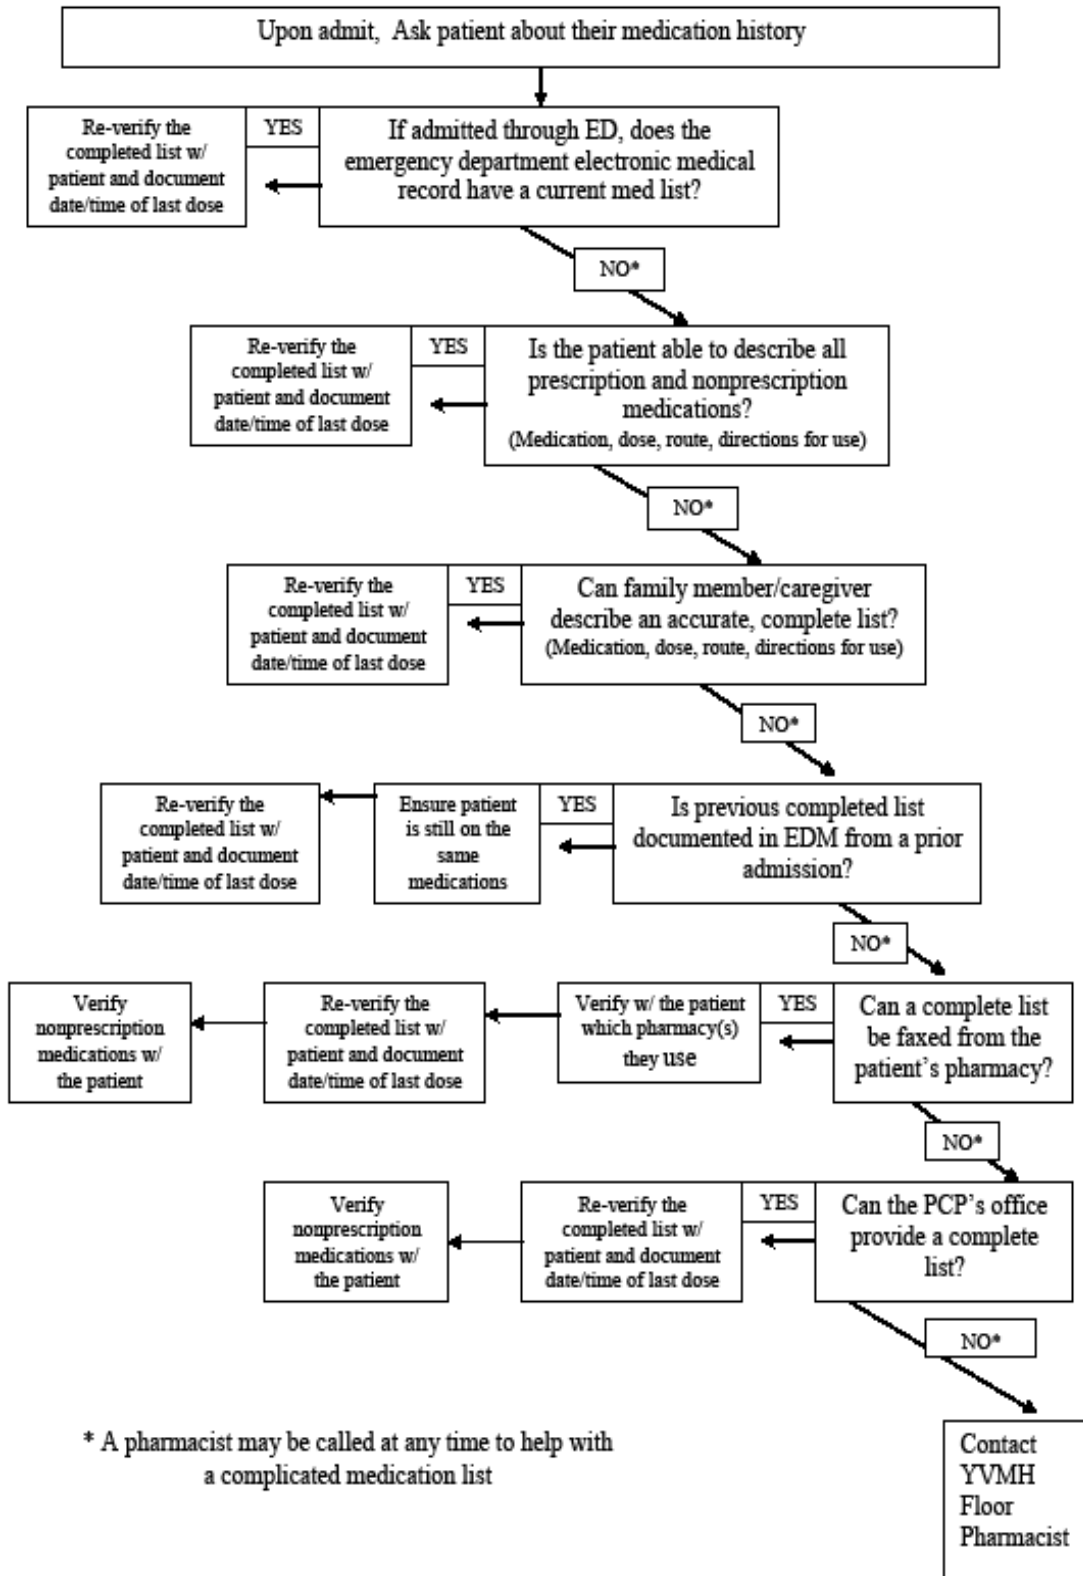 Upon admit,  Ask patient about their medication history
Re-verify the
completed list w/
patient and document
date/time of last dose
YES
If admitted through ED, does the
emergency department electronic medical
record have a current med list?
NO*
Re-verify the
completed list w/
patient and document
date/time of last dose
YES
Is the patient able to describe all
prescription and nonprescription
medications?
(Medication, dose, route, directions for use)
NO*
Re-verify the
completed list w/
patient and document
date/time of last dose
YES
Can family member/caregiver
describe an accurate, complete list?
(Medication, dose, route, directions for use)
NO*
Re-verify the
completed list w/
patient and document
date/time of last dose
Ensure patient
is still on the
same
medications
YES
Is previous completed list
documented in EDM from a prior
admission?
NO*
Verify
nonprescription
medications w/
the patient
Re-verify the
completed list w/
patient and document
date/time of last dose
Verify w/ the patient
which pharmacy(s)
they use
YES
Can a complete list
be faxed from the
patient's pharmacy?
NO*
Verify
nonprescription
medications w/
the patient
Re-verify the
completed list w/
patient and document
date/time of last dose
YES
Can the PCP's office
provide a complete
list?
NO*
* A pharmacist may be called at any time to help with
a complicated medication list
Contact
YVMH
Floor
Pharmacist